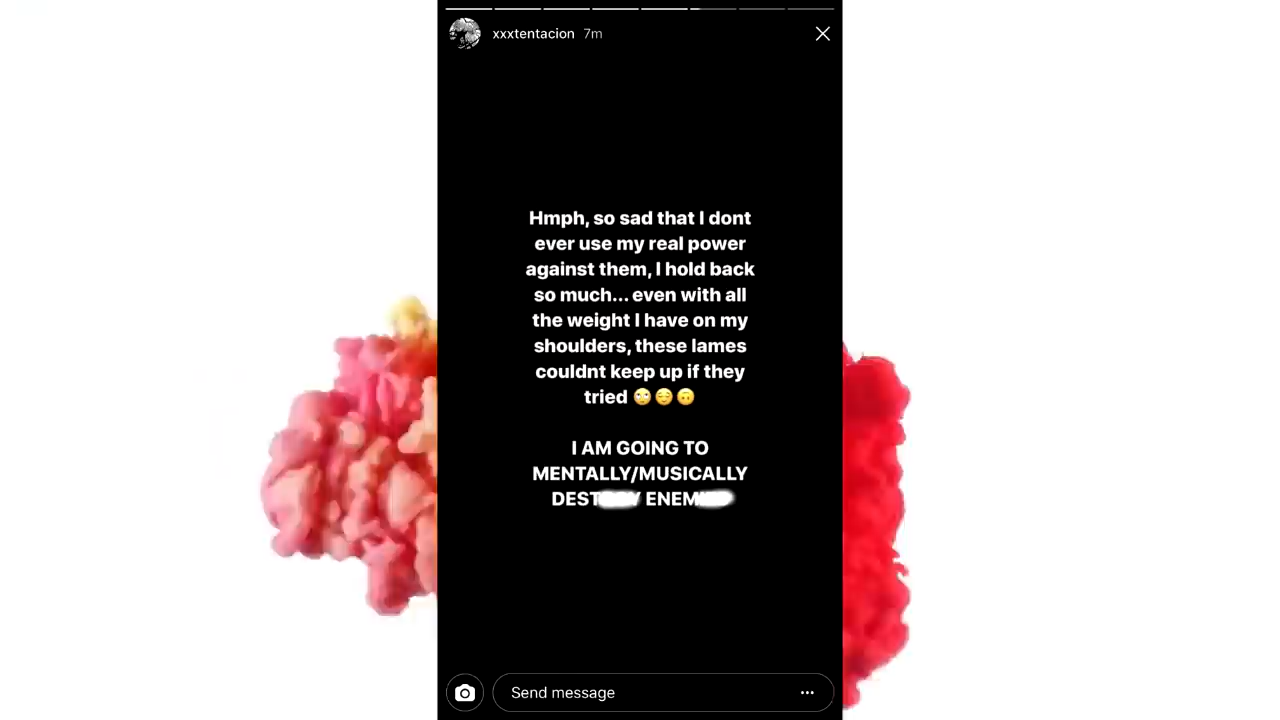 xxxtentacion 7m
Hmph, so sad that I dont
ever use my real power
against them, I hold back
so much... even with all
the weight I have on my
shoulders, these lames
couldnt keep up if they
tried 🙄😌🙃
I AM GOING TO
MENTALLY/MUSICALLY
Send message